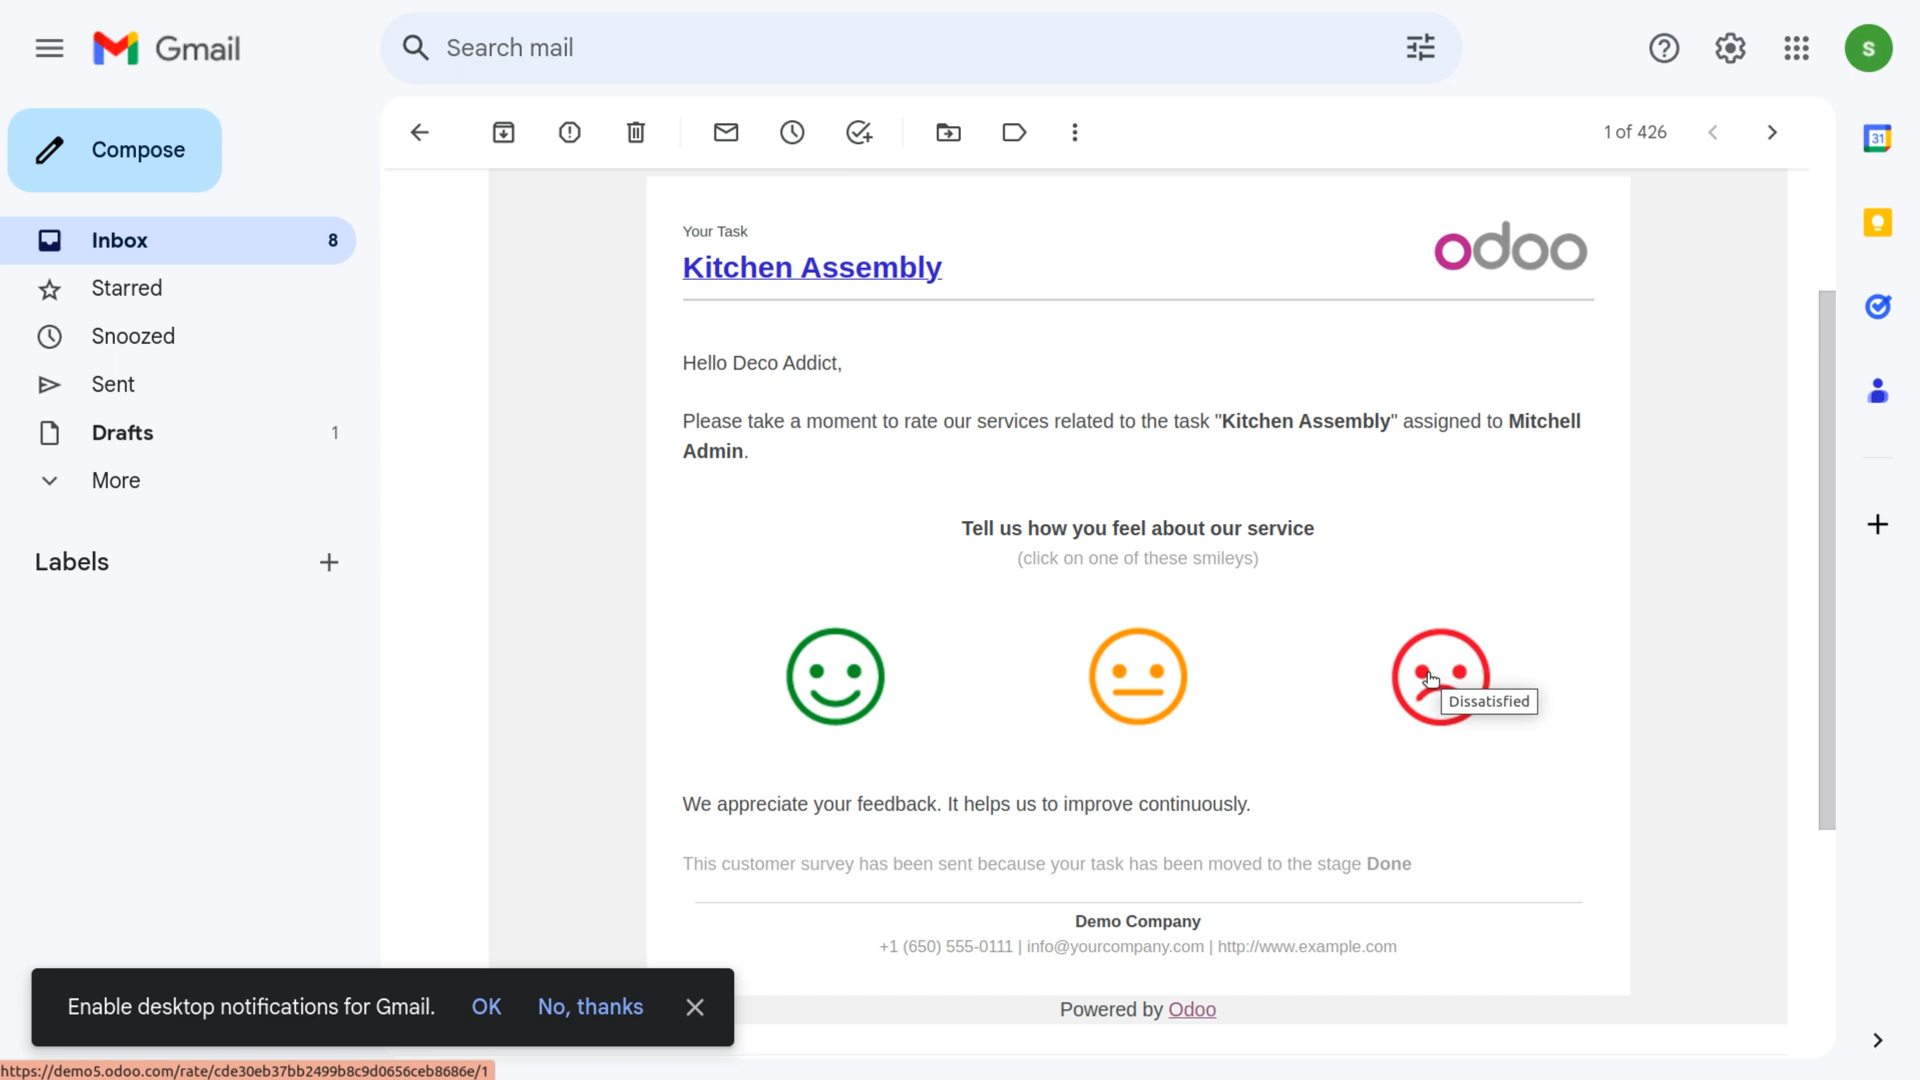 Gmail
Search mail
S
Compose
1 of 426
31
Inbox 8
Starred
Snoozed
Sent
Drafts 1
More
Labels
Your Task
Kitchen Assembly
odoo
Hello Deco Addict,
Please take a moment to rate our services related to the task "Kitchen Assembly" assigned to Mitchell
Admin.
Tell us how you feel about our service
(click on one of these smileys)
Dissatisfied
We appreciate your feedback. It helps us to improve continuously.
This customer survey has been sent because your task has been moved to the stage Done
Demo Company
+1 (650) 555-0111 | info@yourcompany.com | http://www.example.com
Powered by Odoo
Enable desktop notifications for Gmail. OK No, thanks
https://demo5.odoo.com/rate/cde30eb37bb2499b8c9d0656ceb8686e/1